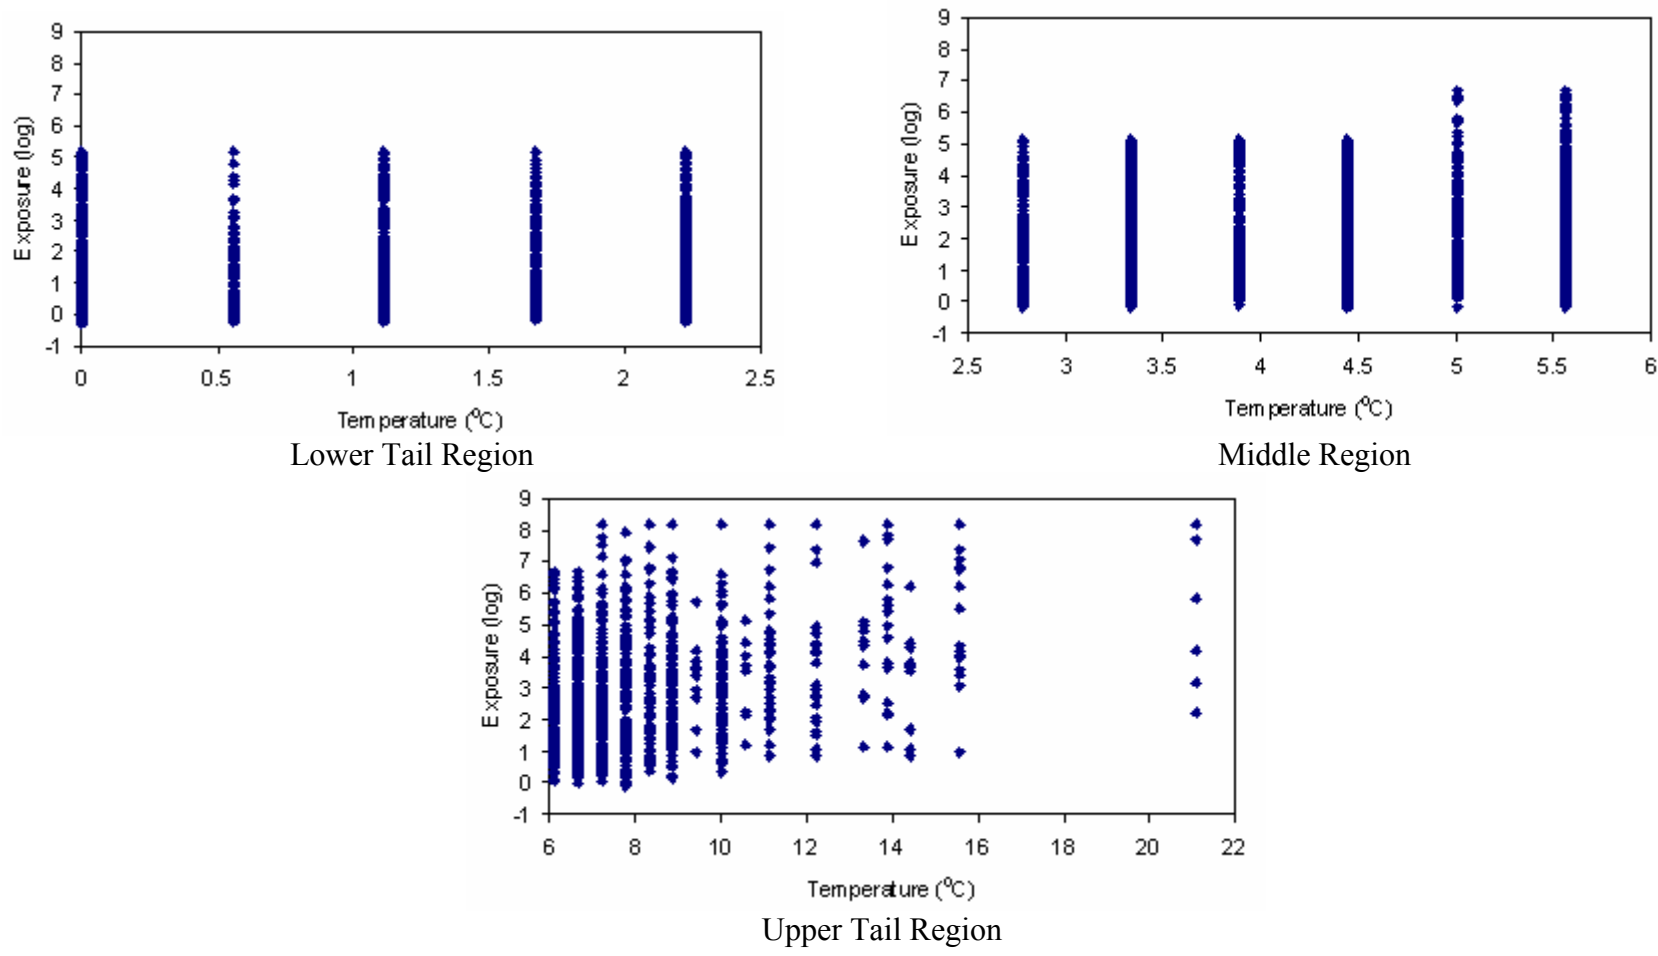 9
8
7
6
5
4
3
2
1
0
-1
Exposure (log)
0 0.5 1 1.5 2 2.5
Temperature (⁰C)
Lower Tail Region
9
8
7
6
5
4
3
2
1
0
-1
Exposure (log)
2.5 3 3.5 4 4.5 5 5.5 6
Temperature (⁰C)
Middle Region
9
8
7
6
5
4
3
2
1
0
-1
Exposure (log)
6 8 10 12 14 16 18 20 22
Temperature (⁰C)
Upper Tail Region